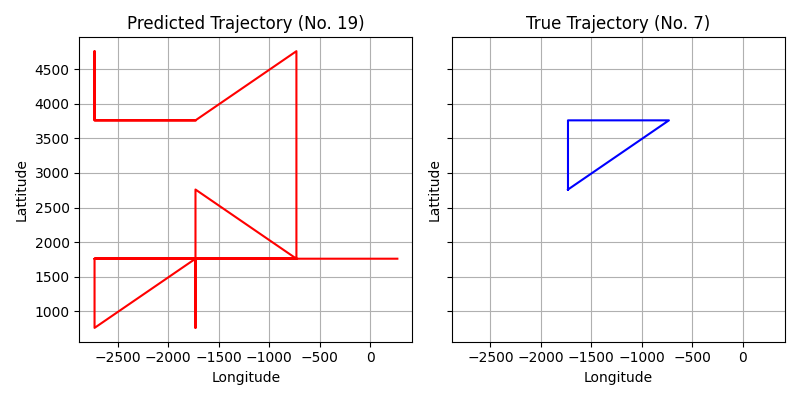 Predicted Trajectory (No. 19)
True Trajectory (No. 7)
Lattitude
4500
4000
3500
3000
2500
2000
1500
1000
−2500 −2000 −1500 −1000 −500 0
Longitude
Lattitude
−2500 −2000 −1500 −1000 −500 0
Longitude